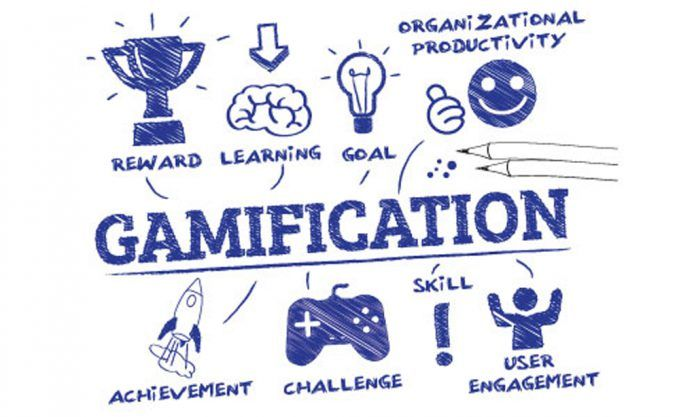 ORGANIZATIONAL
PRODUCTIVITY
REWARD
LEARNING
GOAL
GAMIFICATION
SKILL
ACHIEVEMENT
CHALLENGE
USER
ENGAGEMENT